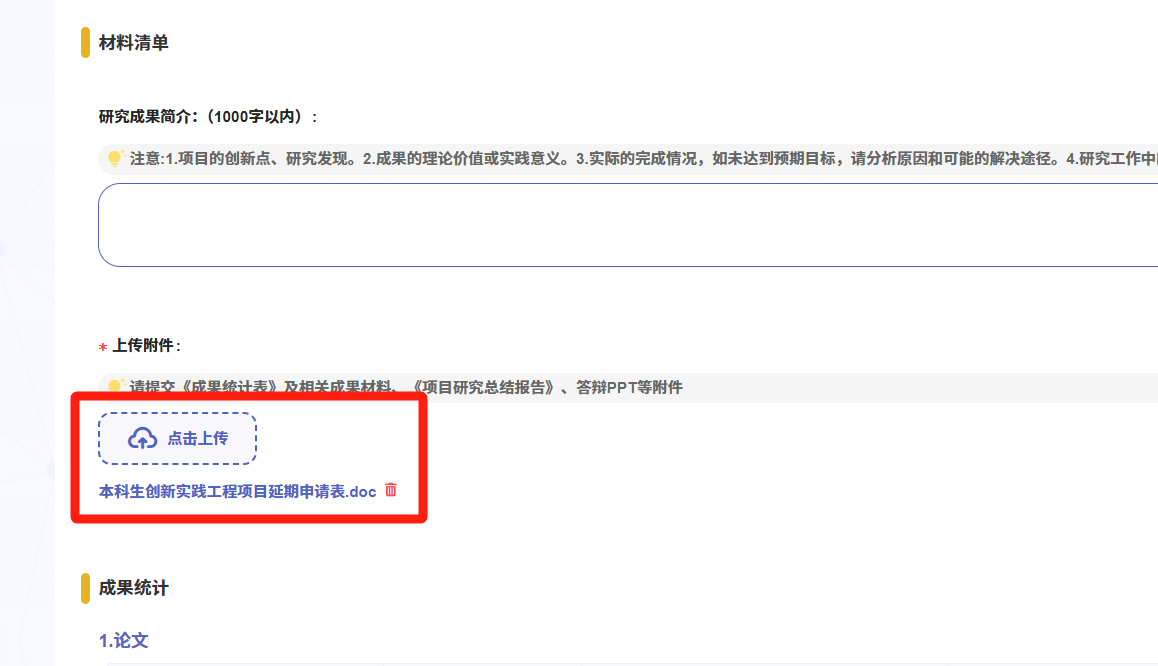 材料清单
研究成果简介：（1000字以内）：
注意:1.项目的创新点、研究发现。2.成果的理论价值或实践意义。3.实际的完成情况，如未达到预期目标，请分析原因和可能的解决途径。4.研究工作中
* 上传附件：
请提交《成果统计表》及相关成果材料、《项目研究总结报告》、答辩PPT等附件
点击上传
本科生创新实践工程项目延期申请表.doc
成果统计
1.论文